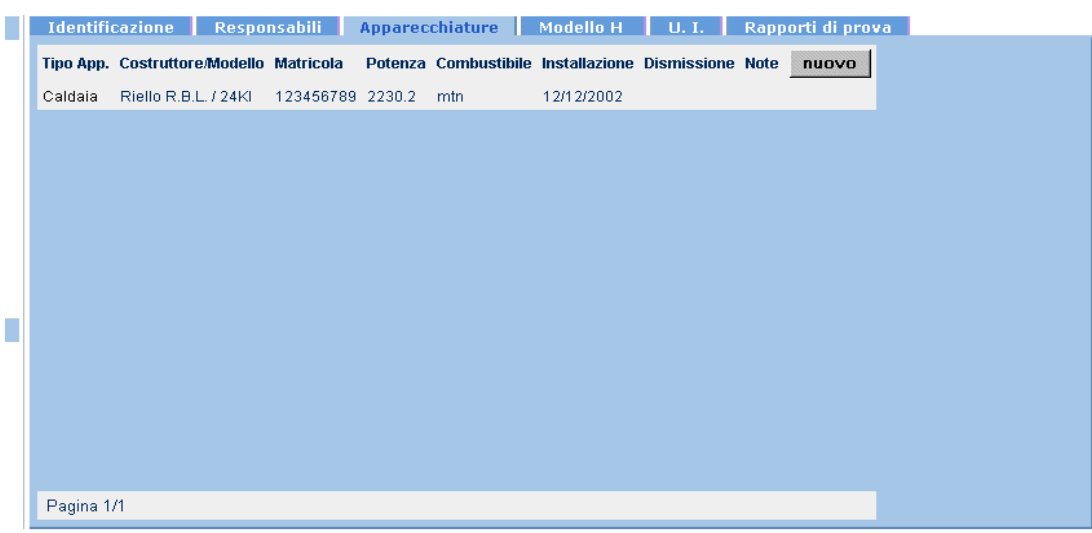 Identificazione Responsabili Apparecchiature Modello H U. I. Rapporti di prova
Tipo App. Costruttore/Modello Matricola Potenza Combustibile Installazione Dismissione Note nuovo
Caldaia Riello R.B.L. / 24KI 123456789 2230.2 mtn 12/12/2002
Pagina 1/1